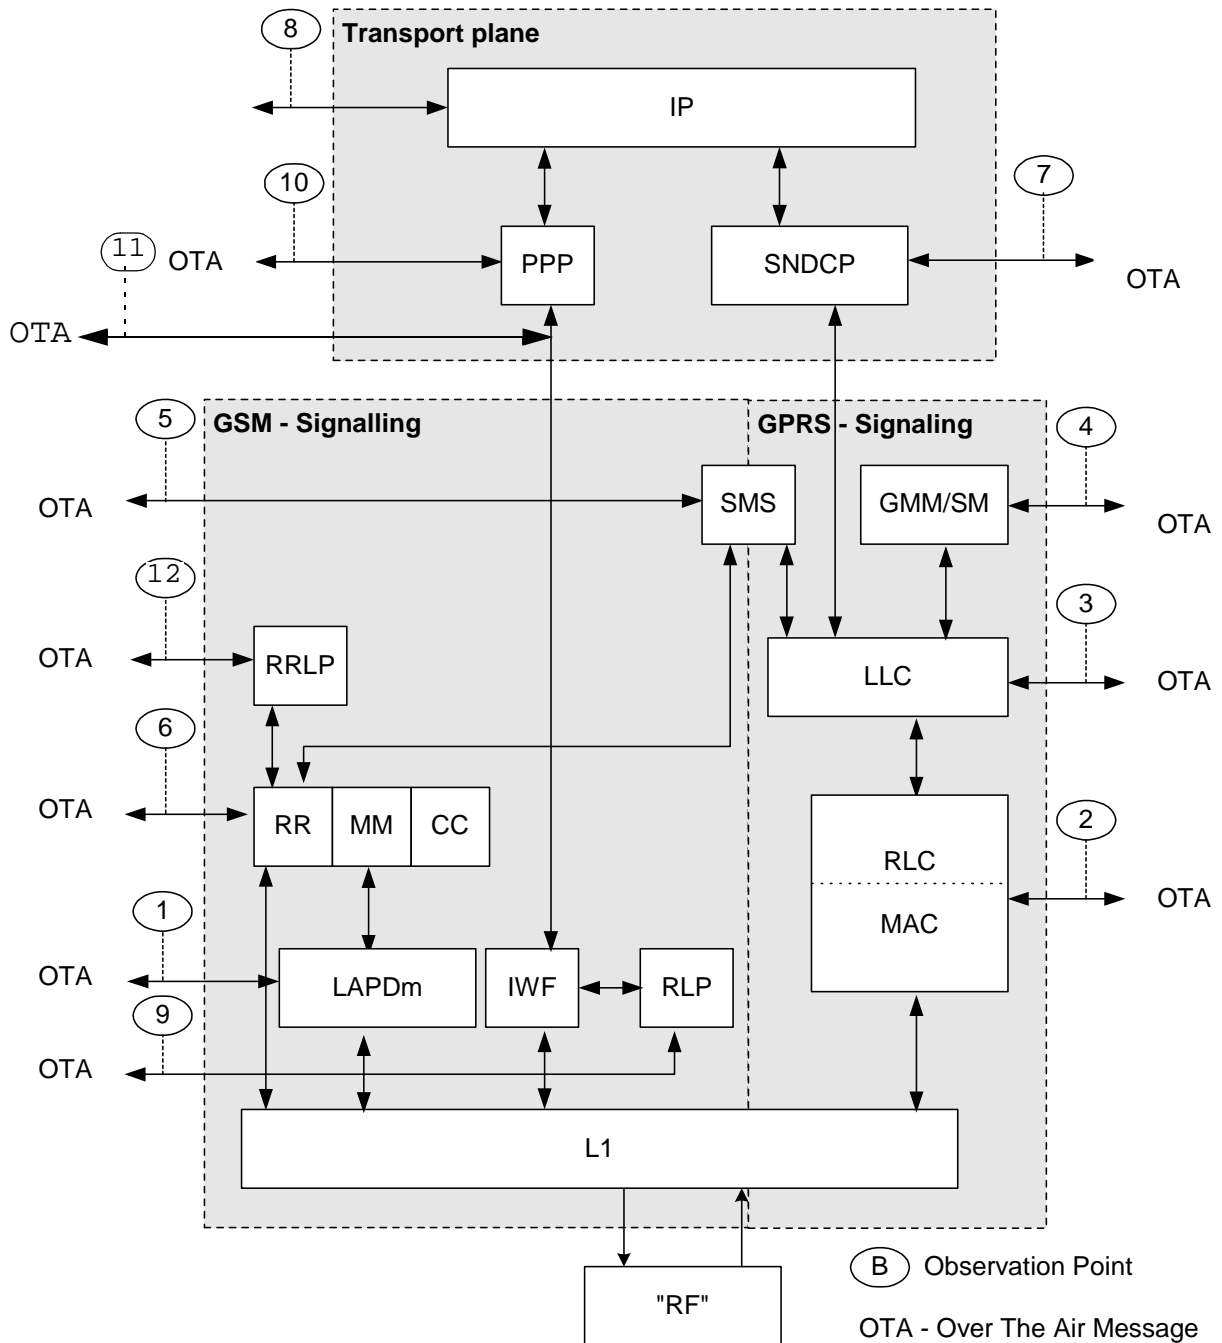 8
Transport plane
IP
10
7
11
OTA
PPP
SNDCP
OTA
OTA
5
GSM - Signalling
GPRS - Signaling
4
OTA
SMS
GMM/SM
OTA
12
3
OTA
RRLP
LLC
OTA
6
OTA
RR
MM
CC
2
RLC
MAC
OTA
1
OTA
LAPDm
IWF
RLP
9
OTA
L1
B
Observation Point
"RF"
OTA - Over The Air Message